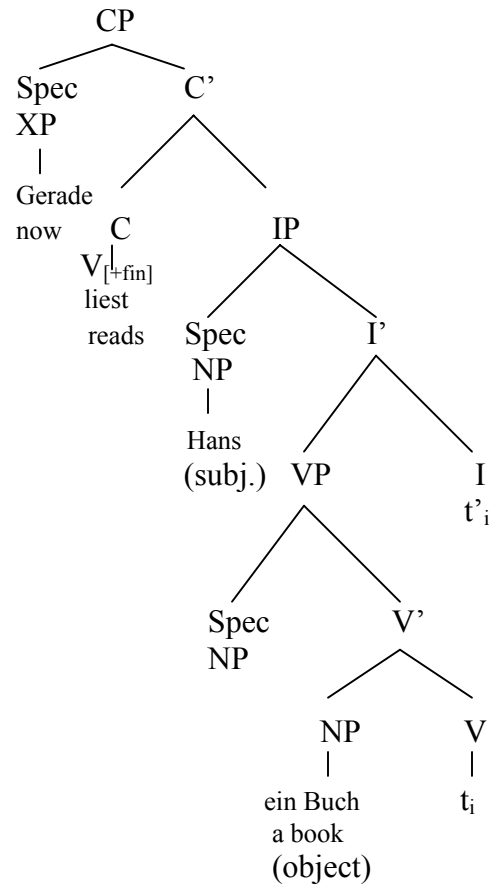 CP
Spec C’
XP
Gerade
now C IP
V[+fin]
liest
reads Spec I’
NP
Hans
(subj.) VP I
t’i
Spec V’
NP
NP V
ein Buch ti
a book
(object)